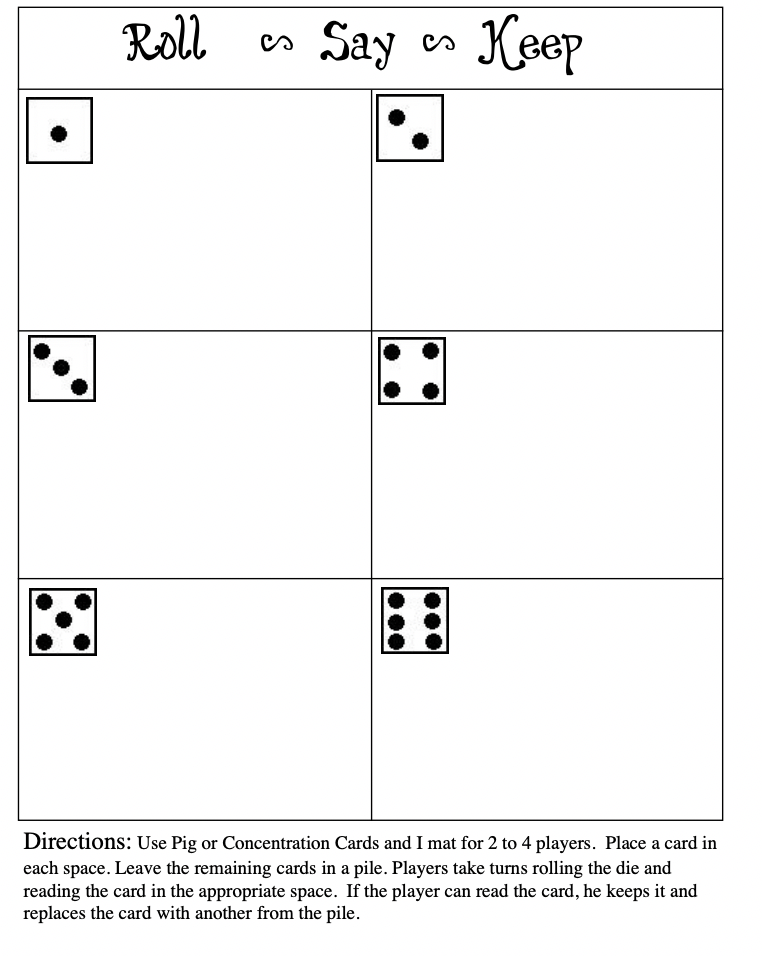 Roll ∽ Say ∽ Keep
Directions: Use Pig or Concentration Cards and I mat for 2 to 4 players.  Place a card in
each space. Leave the remaining cards in a pile. Players take turns rolling the die and
reading the card in the appropriate space.  If the player can read the card, he keeps it and
replaces the card with another from the pile.